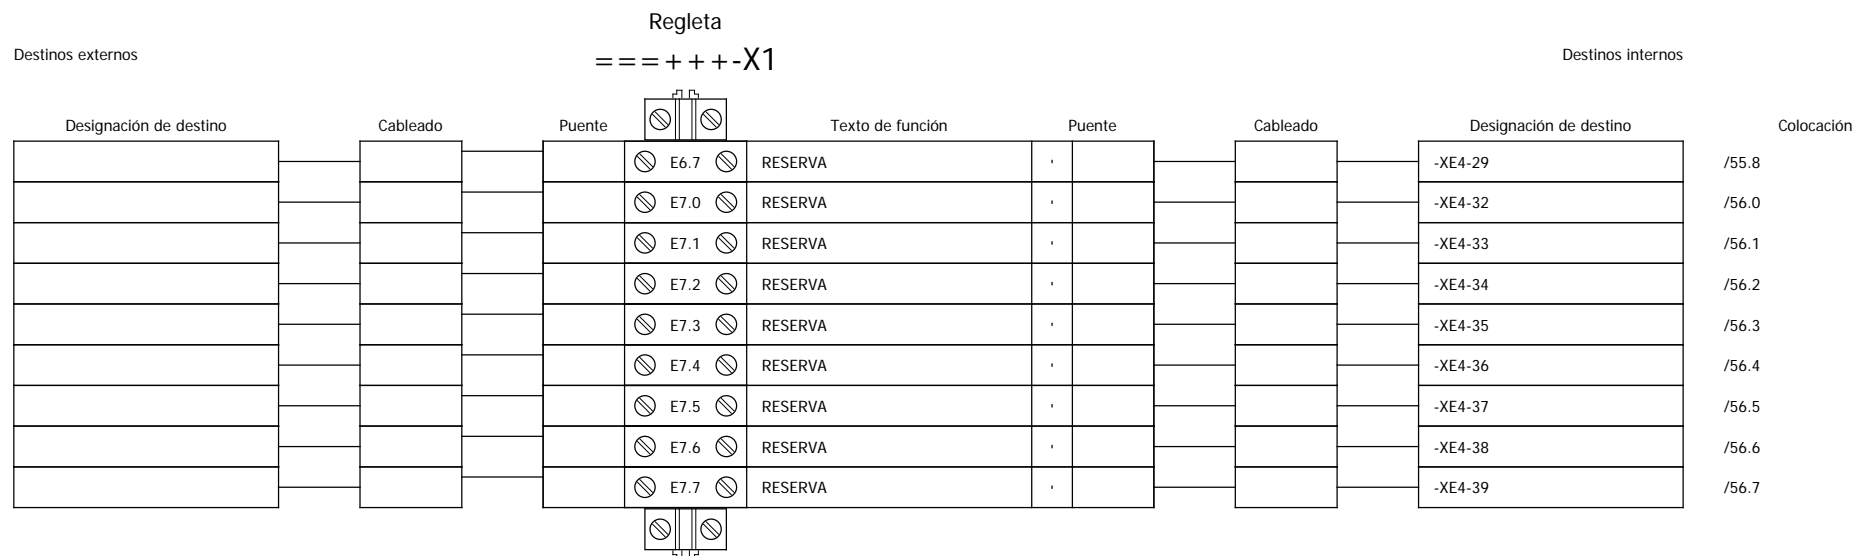 Regleta
Destinos externos ===+++-X1 Destinos internos
Designación de destino Cableado Puente Texto de función Puente Cableado Designación de destino Colocación
E6.7 RESERVA -XE4-29 /55.8
E7.0 RESERVA -XE4-32 /56.0
E7.1 RESERVA -XE4-33 /56.1
E7.2 RESERVA -XE4-34 /56.2
E7.3 RESERVA -XE4-35 /56.3
E7.4 RESERVA -XE4-36 /56.4
E7.5 RESERVA -XE4-37 /56.5
E7.6 RESERVA -XE4-38 /56.6
E7.7 RESERVA -XE4-39 /56.7